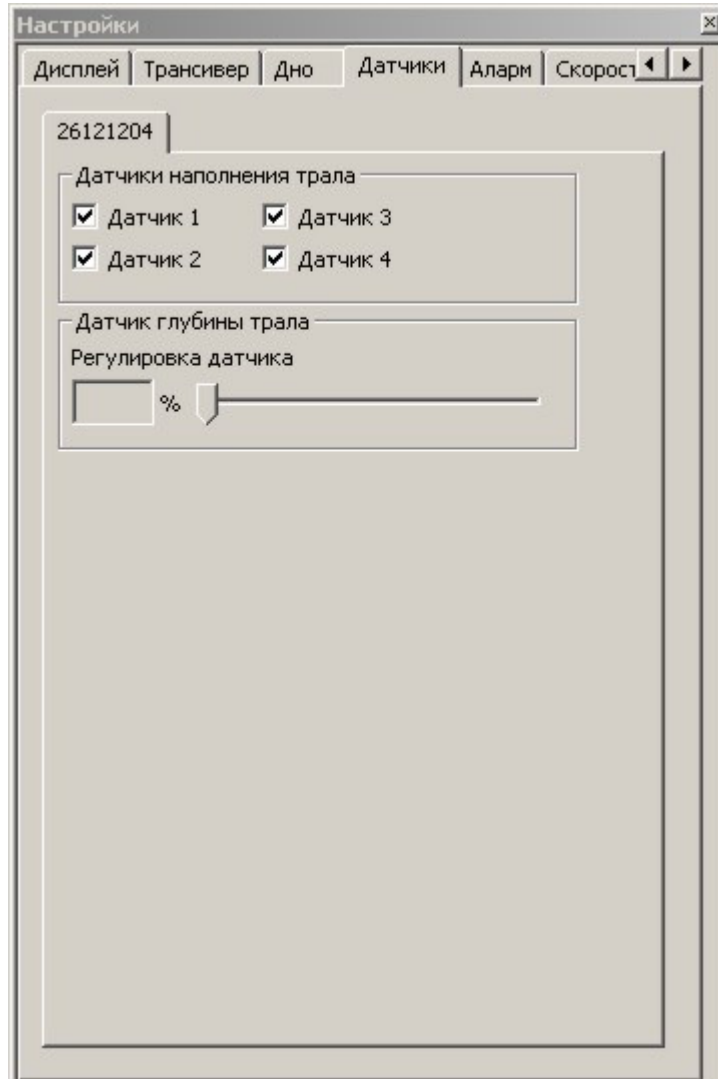 Настройки
Дисплей Трансивер Дно Датчики Аларм Скорост
26121204
Датчики наполнения трала
Датчик 1 Датчик 3
Датчик 2 Датчик 4
Датчик глубины трала
Регулировка датчика
%